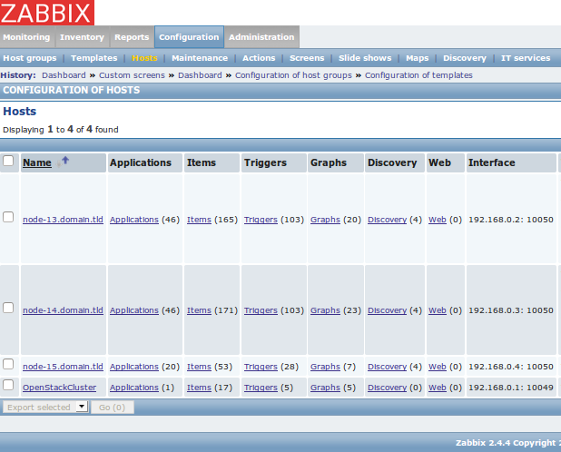 ZABBIX
Monitoring Inventory Reports Configuration Administration
Host groups | Templates | Hosts | Maintenance | Actions | Screens | Slide shows | Maps | Discovery | IT services
History: Dashboard » Custom screens » Dashboard » Configuration of host groups » Configuration of templates
CONFIGURATION OF HOSTS
Hosts
Displaying 1 to 4 of 4 found
Name Applications Items Triggers Graphs Discovery Web Interface
node-13.domain.tld Applications (46) Items (165) Triggers (103) Graphs (20) Discovery (4) Web (0) 192.168.0.2: 10050
node-14.domain.tld Applications (46) Items (171) Triggers (103) Graphs (23) Discovery (4) Web (0) 192.168.0.3: 10050
node-15.domain.tld Applications (20) Items (53) Triggers (28) Graphs (7) Discovery (4) Web (0) 192.168.0.4: 10050
OpenStackCluster Applications (1) Items (17) Triggers (5) Graphs (5) Discovery (0) Web (0) 192.168.0.1: 10049
Export selected Go (0)
Zabbix 2.4.4 Copyright